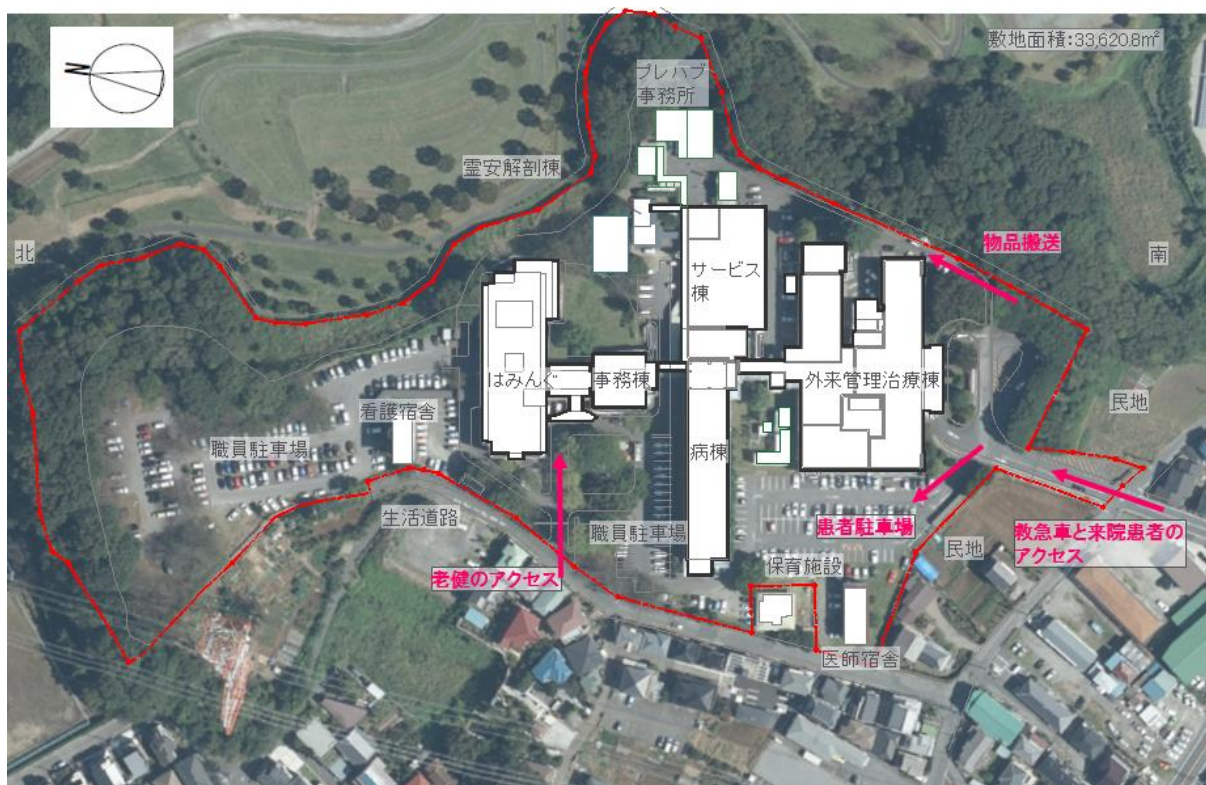 敷地面積:33,620.8㎡
N
プレハブ
事務所
霊安解剖棟
北
物品搬送
南
サービス
棟
はみんぐ
事務棟
外来管理治療棟
看護宿舎
民地
職員駐車場
病棟
生活道路
職員駐車場
患者駐車場
救急車と来院患者の
アクセス
民地
老健のアクセス
保育施設
医師宿舎